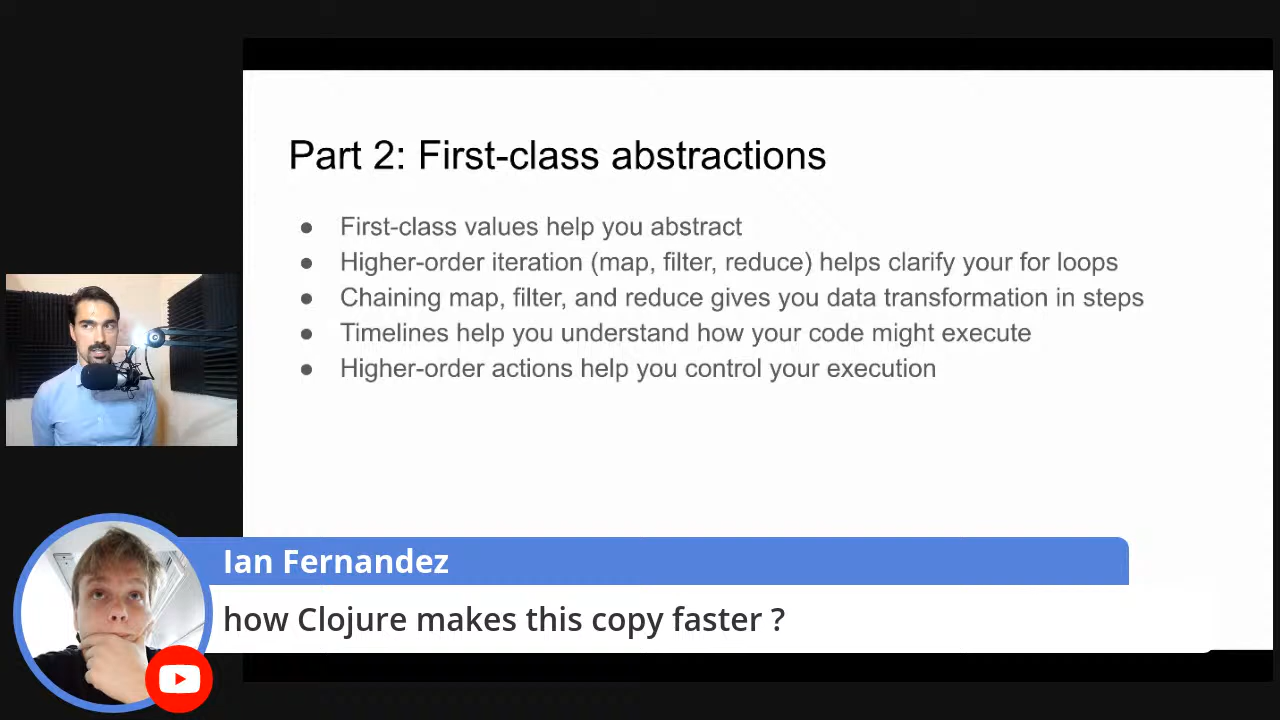 Part 2: First-class abstractions
● First-class values help you abstract
● Higher-order iteration (map, filter, reduce) helps clarify your for loops
● Chaining map, filter, and reduce gives you data transformation in steps
● Timelines help you understand how your code might execute
● Higher-order actions help you control your execution
Ian Fernandez
how Clojure makes this copy faster ?